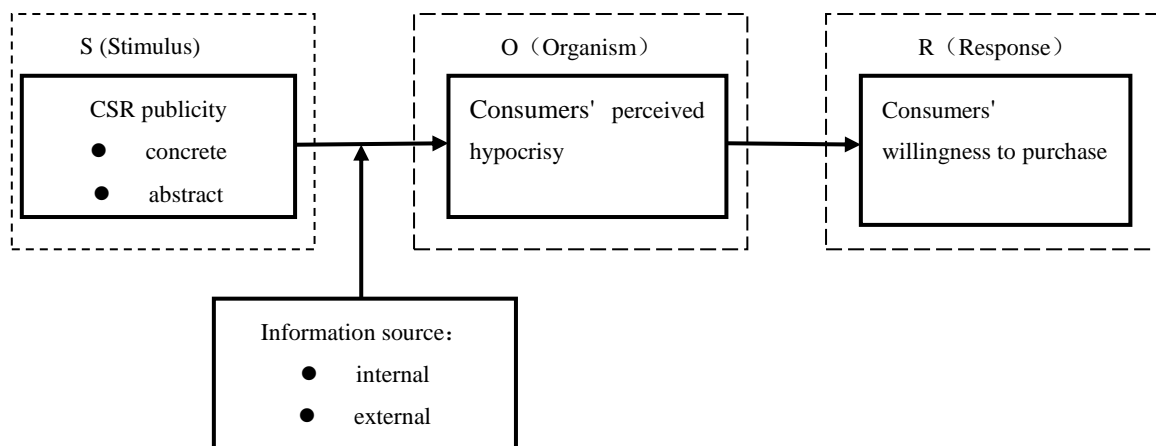 S (Stimulus)
CSR publicity
● concrete
● abstract
O（Organism）
Consumers' perceived
hypocrisy
R（Response）
Consumers'
willingness to purchase
Information source：
● internal
● external